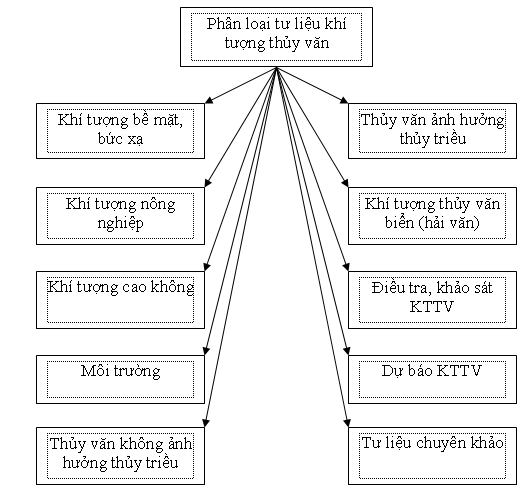 Phân loại tư liệu khí
tượng thủy văn
Khí tượng bề mặt,
bức xạ
Khí tượng nông
nghiệp
Khí tượng cao không
Môi trường
Thủy văn không ảnh
hưởng thủy triều
Thủy văn ảnh hưởng
thủy triều
Khí tượng thủy văn
biển (hải văn)
Điều tra, khảo sát
KTTV
Dự báo KTTV
Tư liệu chuyên khảo